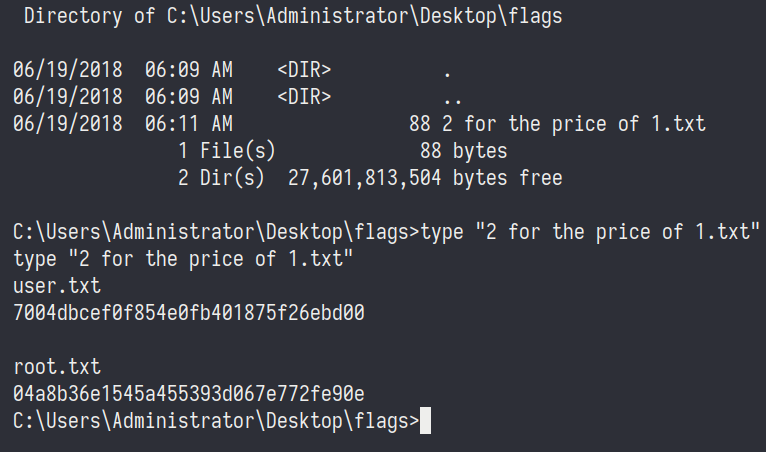 Directory of C:\Users\Administrator\Desktop\flags
06/19/2018  06:09 AM    <DIR>          .
06/19/2018  06:09 AM    <DIR>          ..
06/19/2018  06:11 AM                88 2 for the price of 1.txt
1 File(s)             88 bytes
2 Dir(s)  27,601,813,504 bytes free
C:\Users\Administrator\Desktop\flags>type "2 for the price of 1.txt"
type "2 for the price of 1.txt"
user.txt
7004dbcef0f854e0fb401875f26ebd00
root.txt
04a8b36e1545a455393d067e772fe90e
C:\Users\Administrator\Desktop\flags>